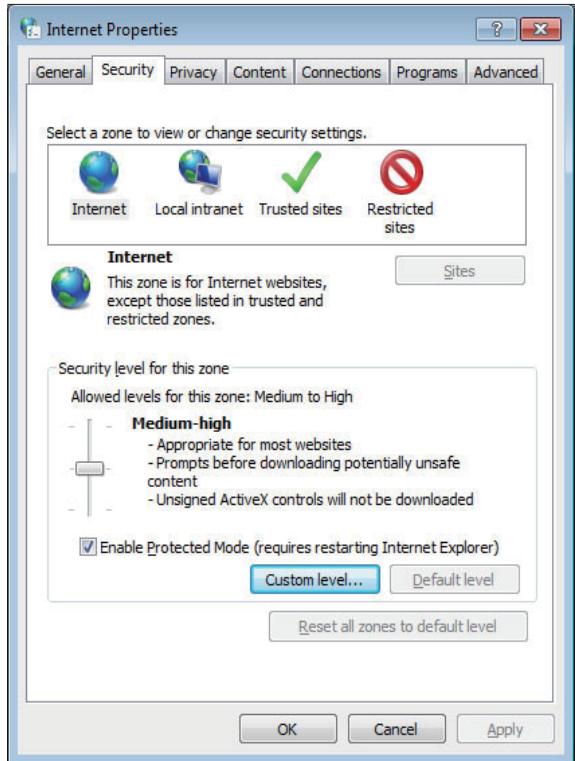 Internet Properties
General Security Privacy Content Connections Programs Advanced
Select a zone to view or change security settings.
Internet Local intranet Trusted sites Restricted
sites
Internet
This zone is for Internet websites,
except those listed in trusted and
restricted zones.
Sites
Security level for this zone
Allowed levels for this zone: Medium to High
Medium-high
- Appropriate for most websites
- Prompts before downloading potentially unsafe
content
- Unsigned ActiveX controls will not be downloaded
Enable Protected Mode (requires restarting Internet Explorer)
Custom level... Default level
Reset all zones to default level
OK Cancel Apply